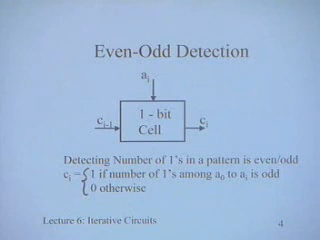 Even-Odd Detection
aᵢ
cᵢ₋₁
1 - bit
Cell
cᵢ
Detecting Number of 1's in a pattern is even/odd
cᵢ = { 1 if number of 1's among a₀ to aᵢ is odd
0 otherwise
Lecture 6: Iterative Circuits
4